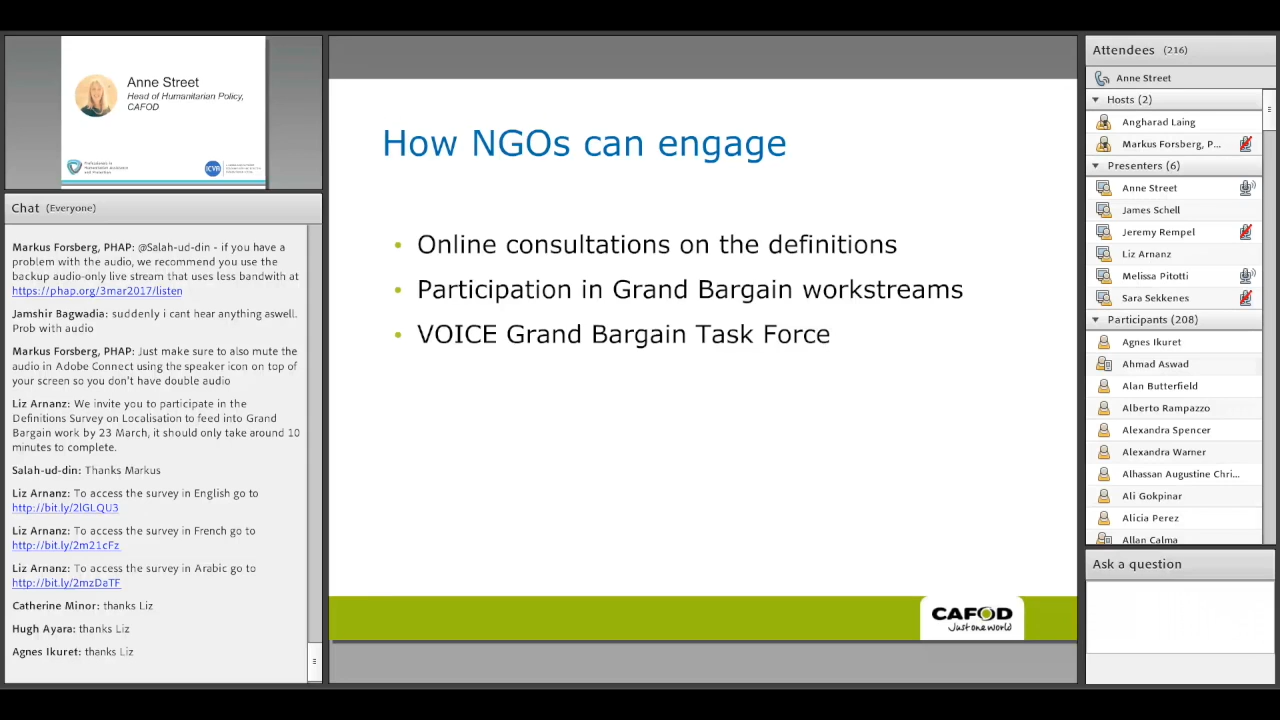 Anne Street
Head of Humanitarian Policy,
CAFOD
ICVA
Chat (Everyone)
Markus Forsberg, PHAP: @Salah-ud-din - if you have a
problem with the audio, we recommend you use the
backup audio-only live stream that uses less bandwith at
https://phap.org/3mar2017/listen
Jamshir Bagwadia: suddenly i cant hear anything aswell.
Prob with audio
Markus Forsberg, PHAP: Just make sure to also mute the
audio in Adobe Connect using the speaker icon on top of
your screen so you don't have double audio
Liz Arnanz: We invite you to participate in the
Definitions Survey on Localisation to feed into Grand
Bargain work by 23 March, it should only take around 10
minutes to complete.
Salah-ud-din: Thanks Markus
Liz Arnanz: To access the survey in English go to
http://bit.ly/2lGLQU3
Liz Arnanz: To access the survey in French go to
http://bit.ly/2m21cFz
Liz Arnanz: To access the survey in Arabic go to
http://bit.ly/2mzDaTF
Catherine Minor: thanks Liz
Hugh Ayara: thanks Liz
Agnes Ikuret: thanks Liz
How NGOs can engage
• Online consultations on the definitions
• Participation in Grand Bargain workstreams
• VOICE Grand Bargain Task Force
CAFOD
Just one world
Attendees (216)
Anne Street
Hosts (2)
Angharad Laing
Markus Forsberg, P...
Presenters (6)
Anne Street
James Schell
Jeremy Rempel
Liz Arnanz
Melissa Pitotti
Sara Sekkenes
Participants (208)
Agnes Ikuret
Ahmad Aswad
Alan Butterfield
Alberto Rampazzo
Alexandra Spencer
Alexandra Warner
Alhassan Augustine Chri...
Ali Gokpinar
Alicia Perez
Allan Calma
Ask a question